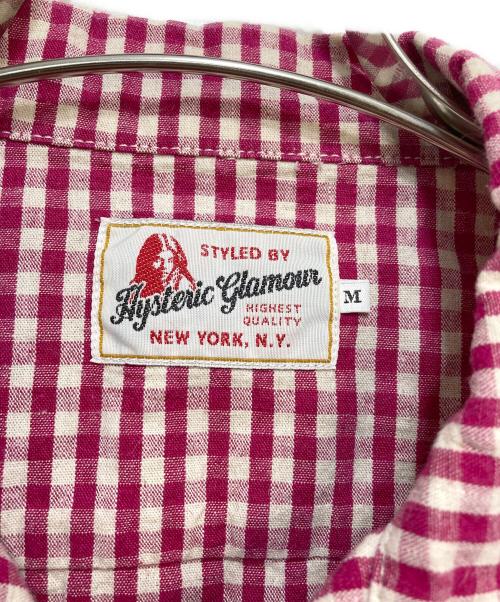 STYLED BY
Hysteric Glamour
HIGHEST
QUALITY
NEW YORK, N.Y.
M